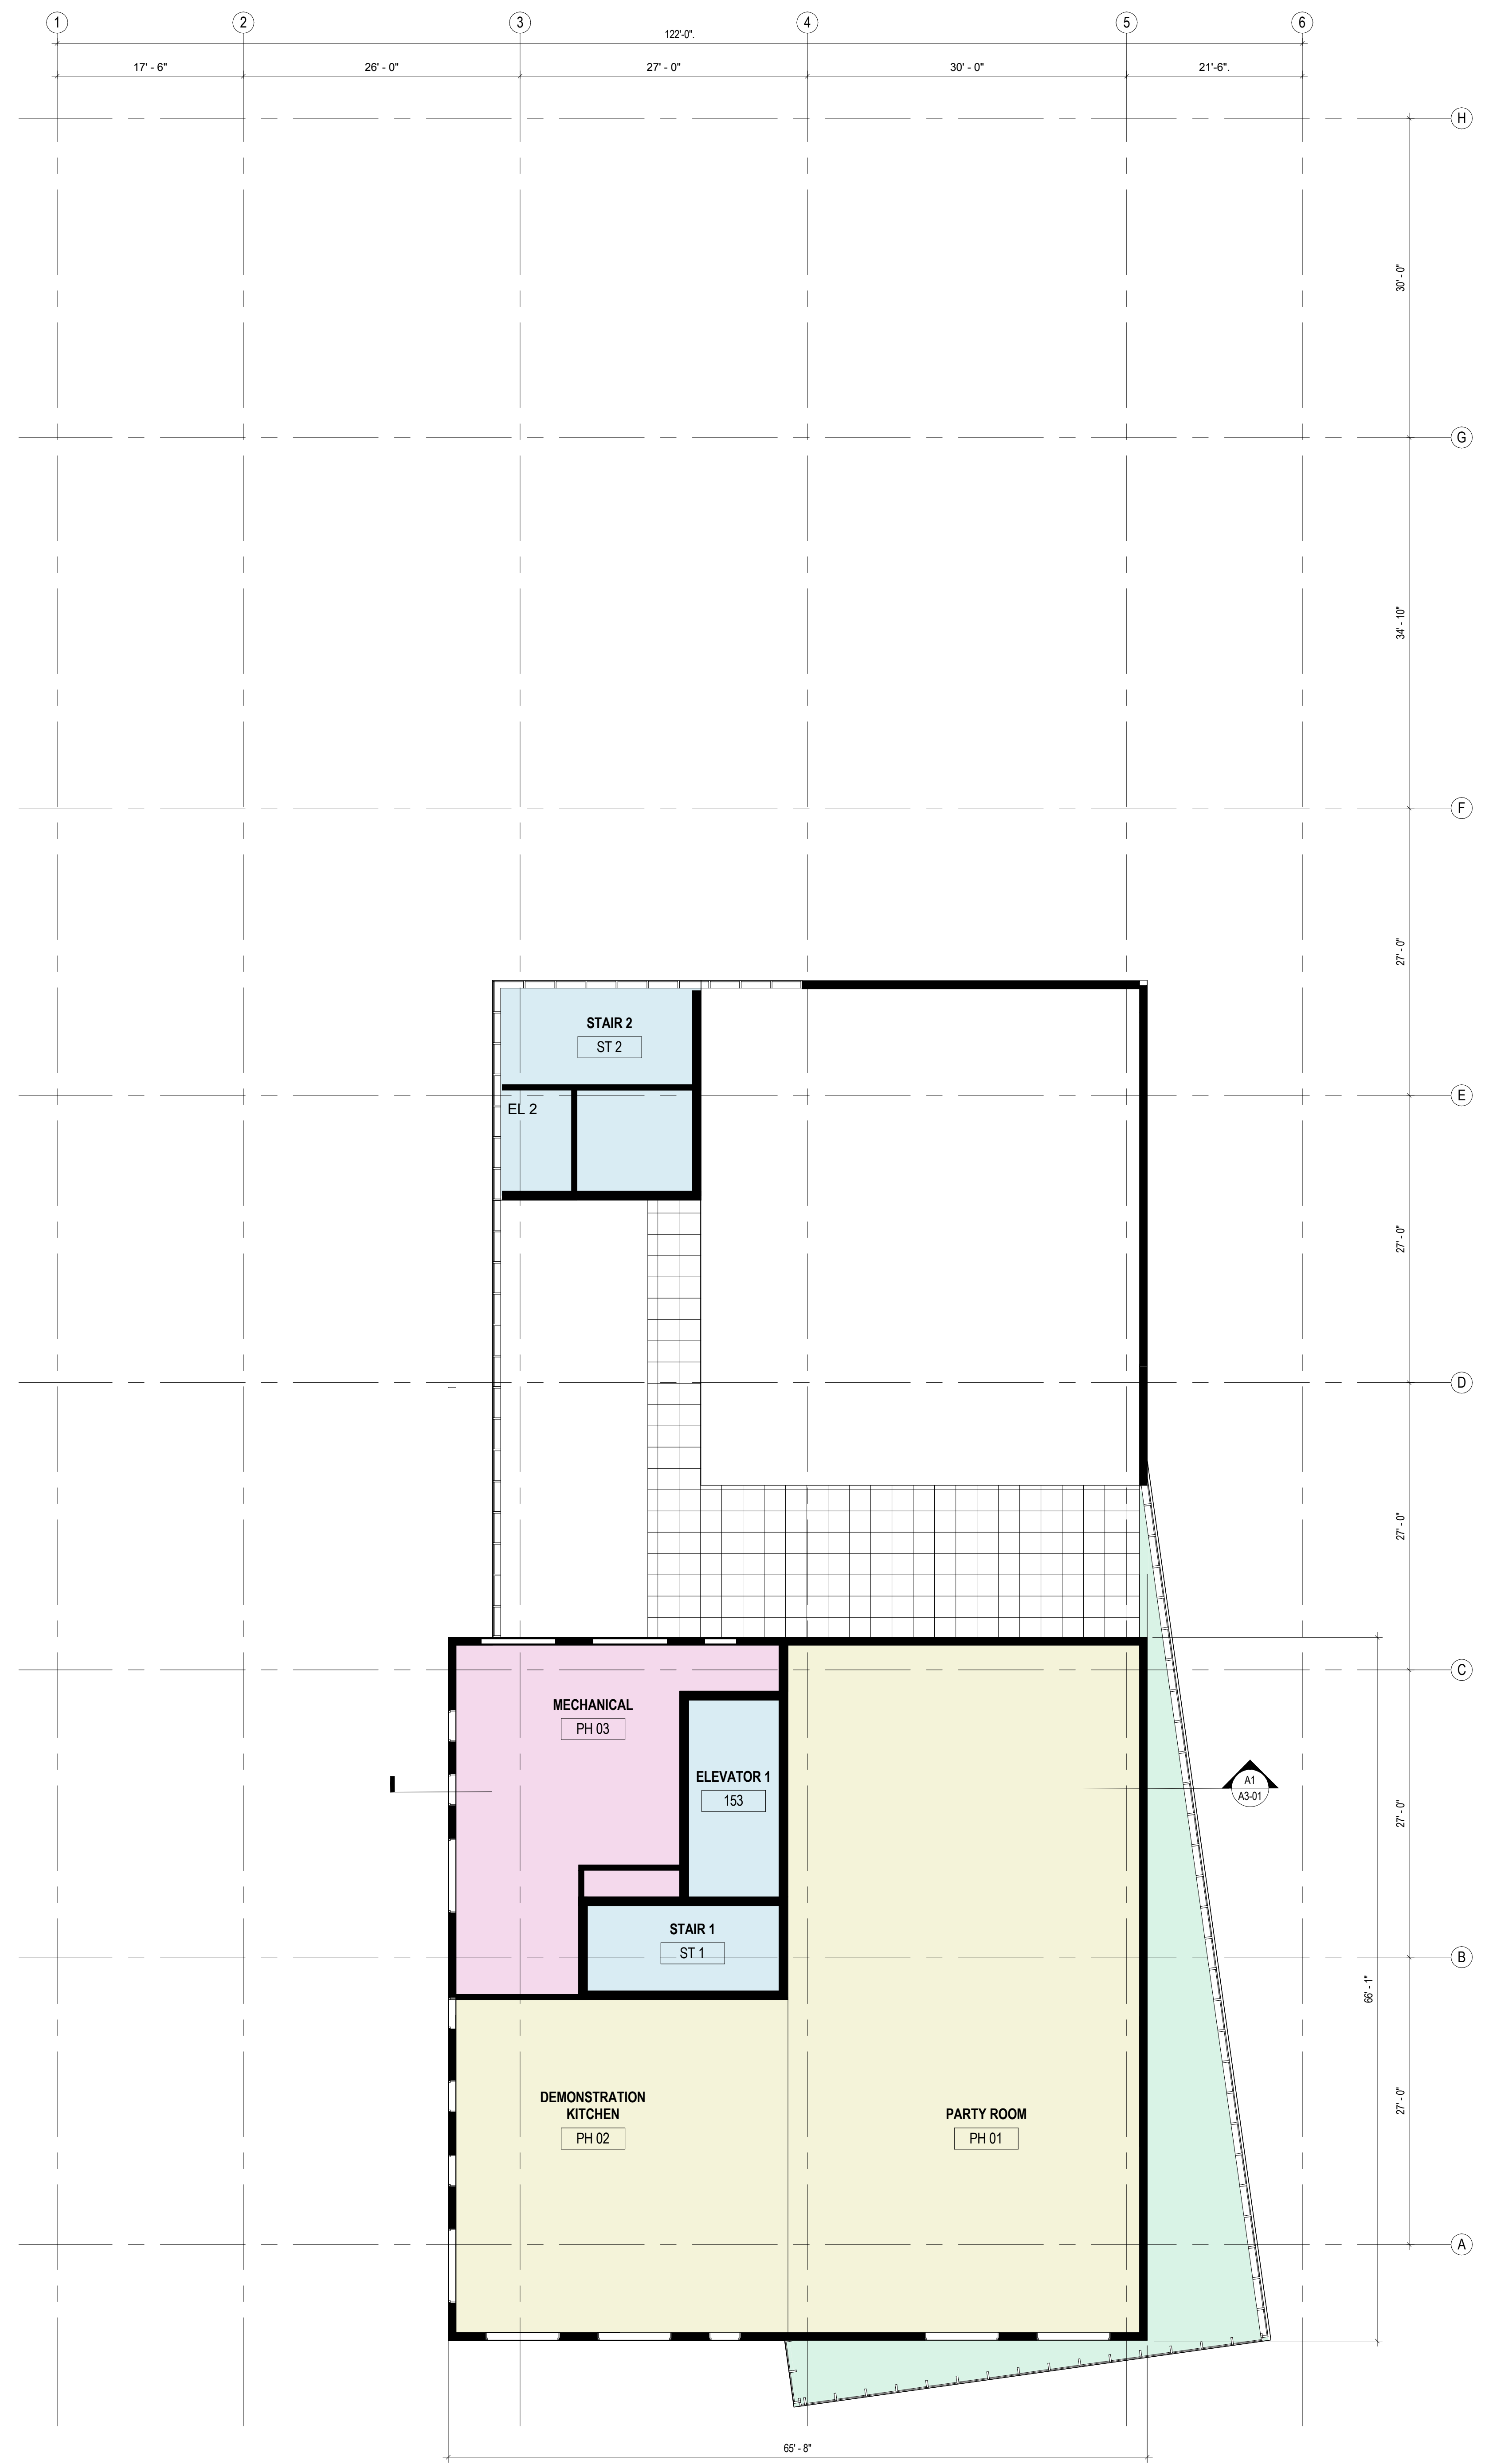 1 2 3 4 5 6
122'-0".
17' - 6" 26' - 0" 27' - 0" 30' - 0" 21'-6".
H
30' - 0"
G
34' - 10"
F
27' - 0"
STAIR 2
ST 2
E
EL 2
27' - 0"
D
27' - 0"
C
MECHANICAL
PH 03
ELEVATOR 1
153
A1
A3-01
27' - 0"
STAIR 1
ST 1
B
66' - 1"
27' - 0"
DEMONSTRATION
KITCHEN
PH 02
PARTY ROOM
PH 01
A
65' - 8"